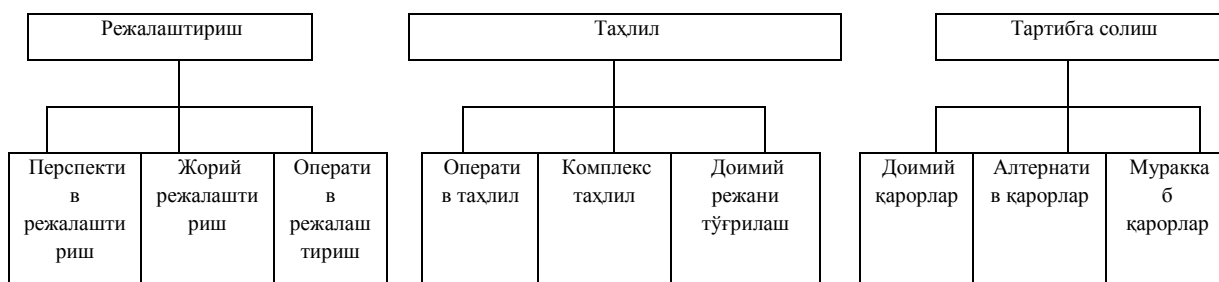 Режалаштириш
Таҳлил
Тартибга солиш
Перспекти
в
режалашти
риш
Жорий
режалашти
риш
Операти
в
режалаш
тириш
Операти
в таҳлил
Комплекс
таҳлил
Доимий
режани
тўғрилаш
Доимий
қарорлар
Алтернати
в қарорлар
Муракка
б
қарорлар